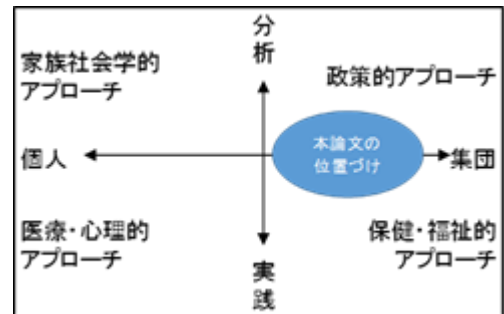 分析
家族社会学的
アプローチ
政策的アプローチ
個人
本論文の
位置づけ
集団
医療・心理的
アプローチ
保健・福祉的
アプローチ
実践